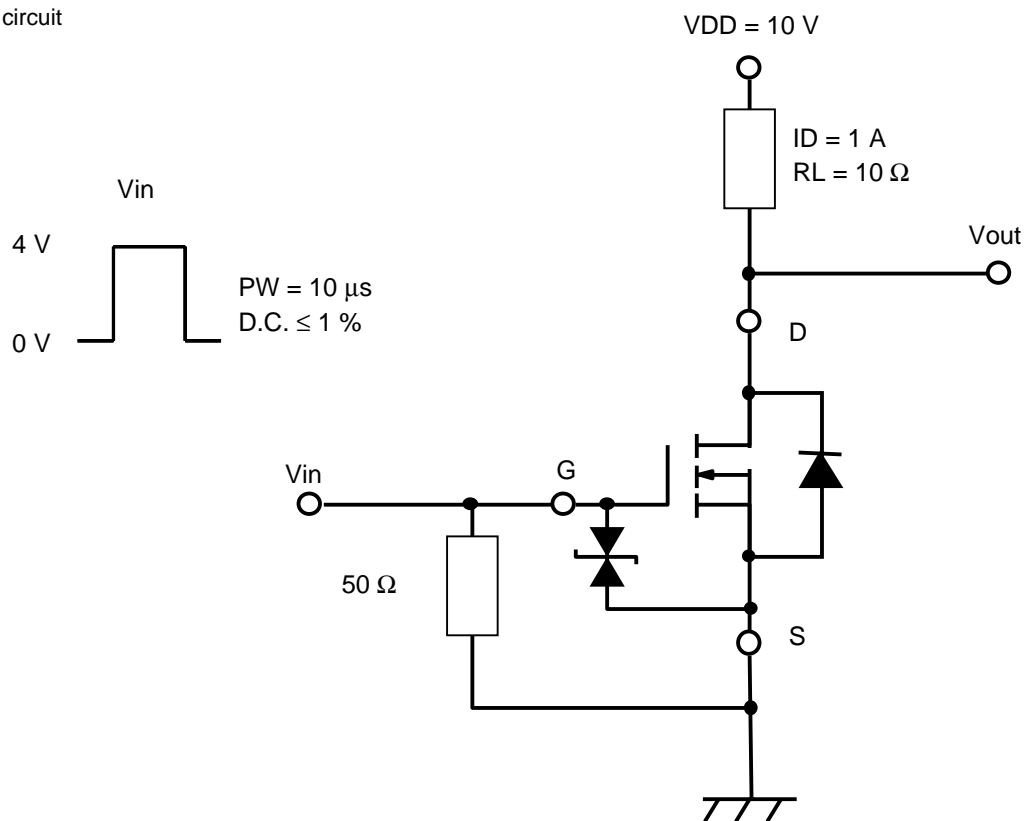 circuit
VDD = 10 V
ID = 1 A
RL = 10 Ω
Vin
4 V
Vout
PW = 10 μs
D.C. ≤ 1 %
0 V
D
Vin
G
50 Ω
S